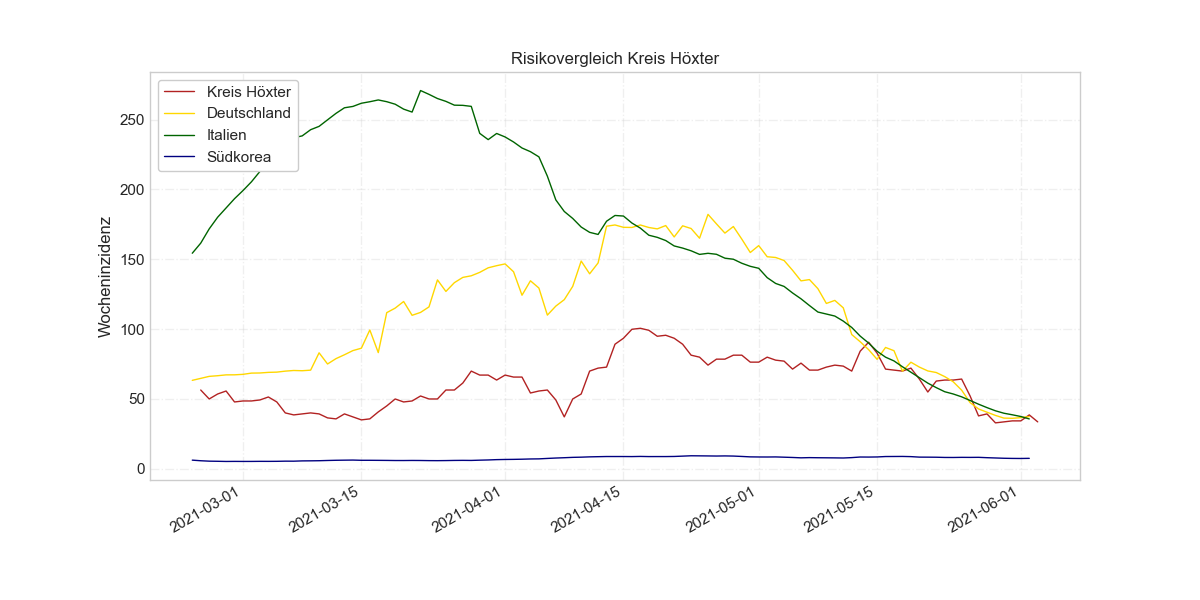 Risikovergleich Kreis Höxter
Kreis Höxter
Deutschland
Italien
Südkorea
Wocheninzidenz
250
200
150
100
50
0
2021-03-01
2021-03-15
2021-04-01
2021-04-15
2021-05-01
2021-05-15
2021-06-01